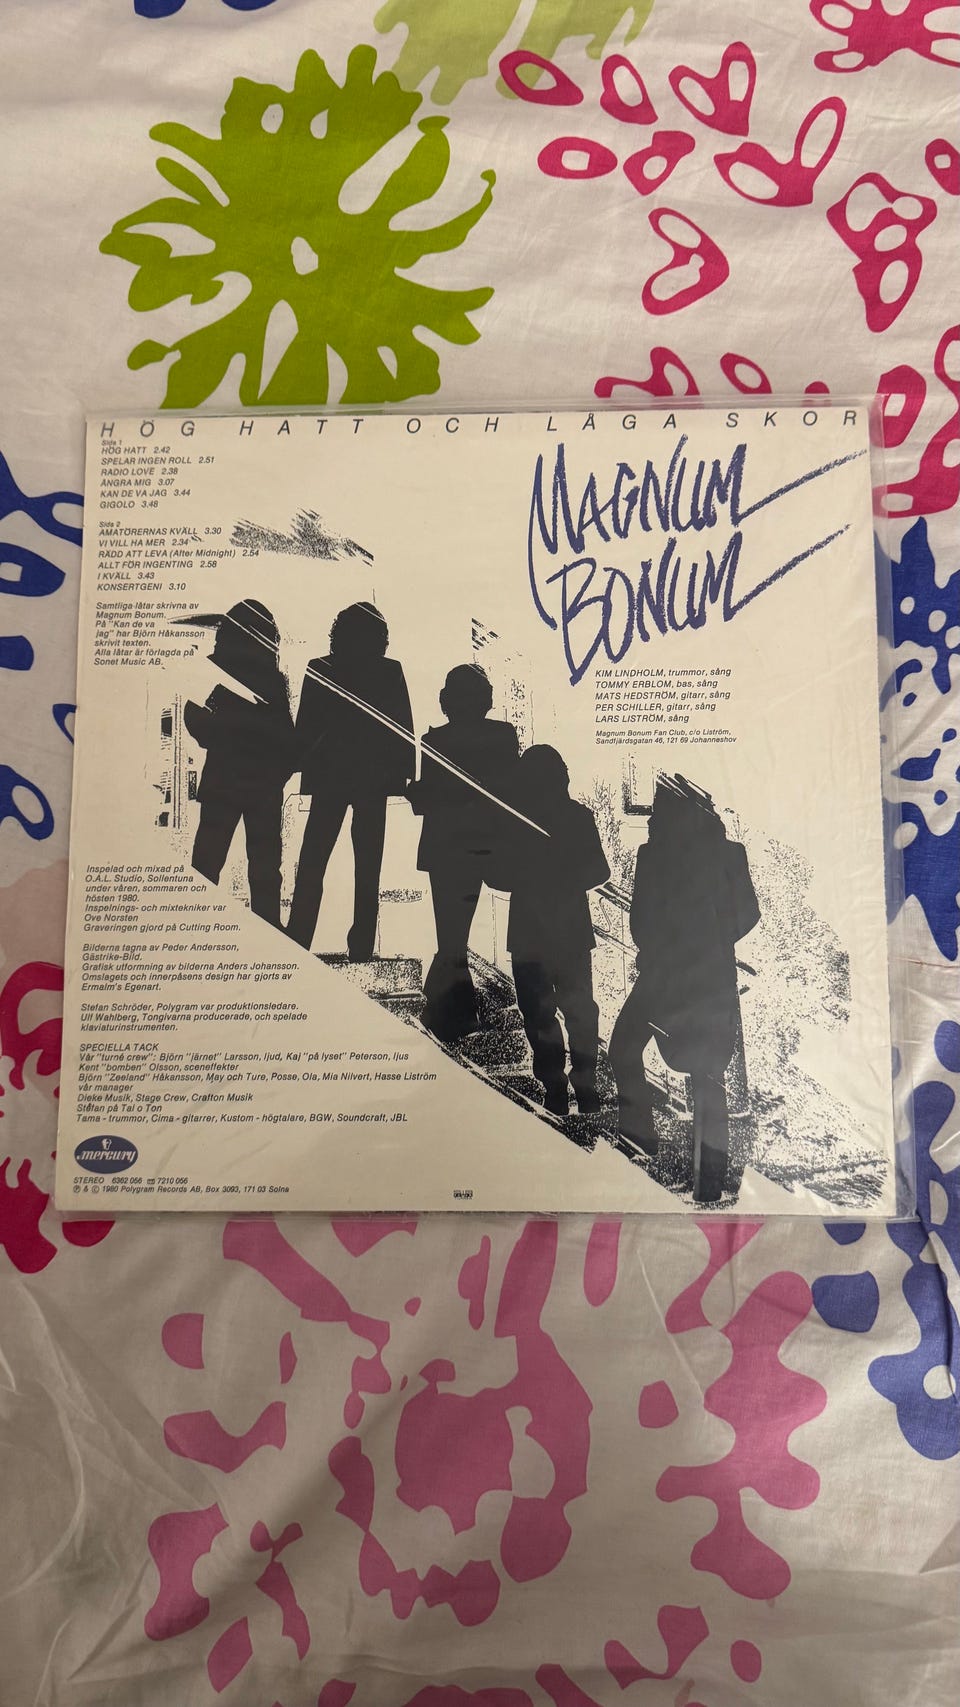 HÖG HATT OCH LÅGA SKOR
Side 1
HÖG HATT 2.42
SPELAR INGEN ROLL 2.51
RADIO LOVE 2.38
ÅNGRA MIG 3.07
KAN DE VA JAG 3.44
GIGOLO 3.48
Side 2
AMATÖRERNAS KVÄLL 3.30
VI VILL HA MER 2.34
RÄDD ATT LEVA (After Midnight) 2.54
ALLT FÖR INGENTING 2.58
I KVÄLL 3.43
KONSERTGENI 3.10
Samtliga låtar skrivna av
Magnum Bonum.
På "Kan de va
jag" har Björn Håkansson
skrivit texten.
Alla låtar är förlagda på
Sonet Music AB.
MAGNUM
BONUM
KIM LINDHOLM, trummor, sång
TOMMY ERBLOM, bas, sång
MATS HEDSTRÖM, gitarr, sång
PER SCHILLER, gitarr, sång
LARS LISTRÖM, sång
Magnum Bonum Fan Club, c/o Liström,
Sandfjärdsgatan 46, 121 69 Johanneshov
Inspelad och mixad på
O.A.L. Studio, Sollentuna
under våren, sommaren och
hösten 1980.
Inspelnings- och mixtekniker var
Ove Norsten
Graveringen gjord på Cutting Room.
Bilderna tagna av Peder Andersson,
Gästrike-Bild.
Grafisk utformning av bilderna Anders Johansson.
Omslagets och innerpåsens design har gjorts av
Ermalm's Egenart.
Stefan Schröder, Polygram var produktionsledare.
Ulf Wahlberg, Tongivarna producerade, och spelade
klaviaturinstrumenten.
SPECIELLA TACK
Vår "turné crew": Björn "järnet" Larsson, ljud, Kaj "på lyset" Peterson, ljus
Kent "bomben" Olsson, sceneffekter
Björn "Zeeland" Håkansson, May och Ture, Posse, Ola, Mia Nilvert, Hasse Liström
vår manager
Dieke Musik, Stage Crew, Crafton Musik
Ståtan på Tal o Ton
Tama - trummor, Cima - gitarrer, Kustom - högtalare, BGW, Soundcraft, JBL
mercury
STEREO 6362 066 7210 066
℗ & © 1980 Polygram Records AB, Box 3093, 171 03 Solna